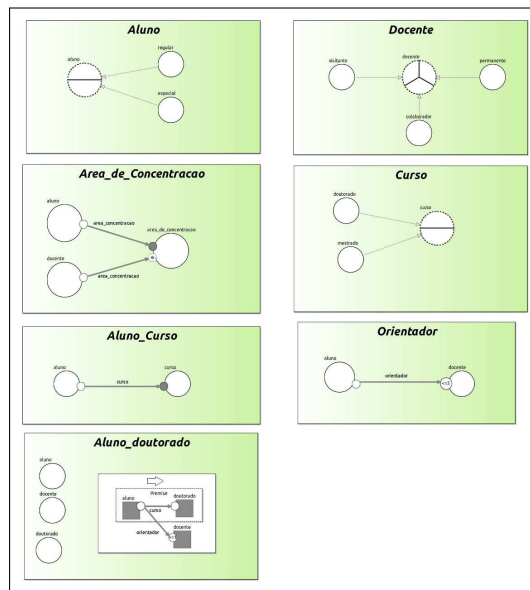 Aluno
aluno
regular
especial
Docente
visitante
docente
permanente
colaborador
Area_de_Concentracao
aluno
area_concentracao
area_de_concentracao
docente
area_concentracao
Curso
doutorado
curso
mestrado
Aluno_Curso
aluno
curso
curso
Orientador
aluno
docente
orientador
<=2
Aluno_doutorado
aluno
docente
doutorado
Premise
aluno
doutorado
curso
docente
orientador